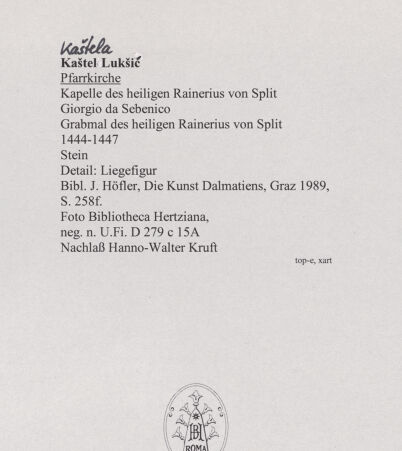 Kaštela
Kaštel Lukšić
Pfarrkirche
Kapelle des heiligen Rainerius von Split
Giorgio da Sebenico
Grabmal des heiligen Rainerius von Split
1444-1447
Stein
Detail: Liegefigur
Bibl. J. Höfler, Die Kunst Dalmatiens, Graz 1989,
S. 258f.
Foto Bibliotheca Hertziana,
neg. n. U.Fi. D 279 c 15A
Nachlaß Hanno-Walter Kruft
top-e, xart
BH
ROMA